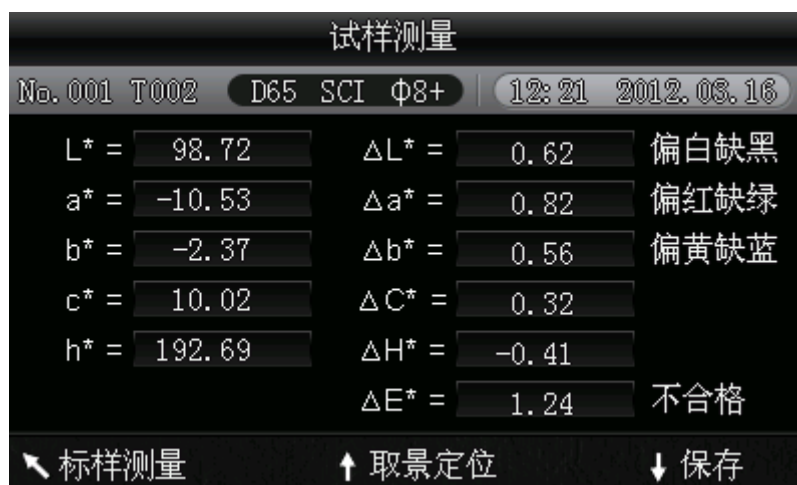 试样测量
No.001 T002 D65 SCI Φ8+ 12:21 2012.03.16
L* = 98.72 ΔL* = 0.62 偏白缺黑
a* = -10.53 Δa* = 0.82 偏红缺绿
b* = -2.37 Δb* = 0.56 偏黄缺蓝
c* = 10.02 ΔC* = 0.32
h* = 192.69 ΔH* = -0.41
ΔE* = 1.24 不合格
标样测量 取景定位 保存